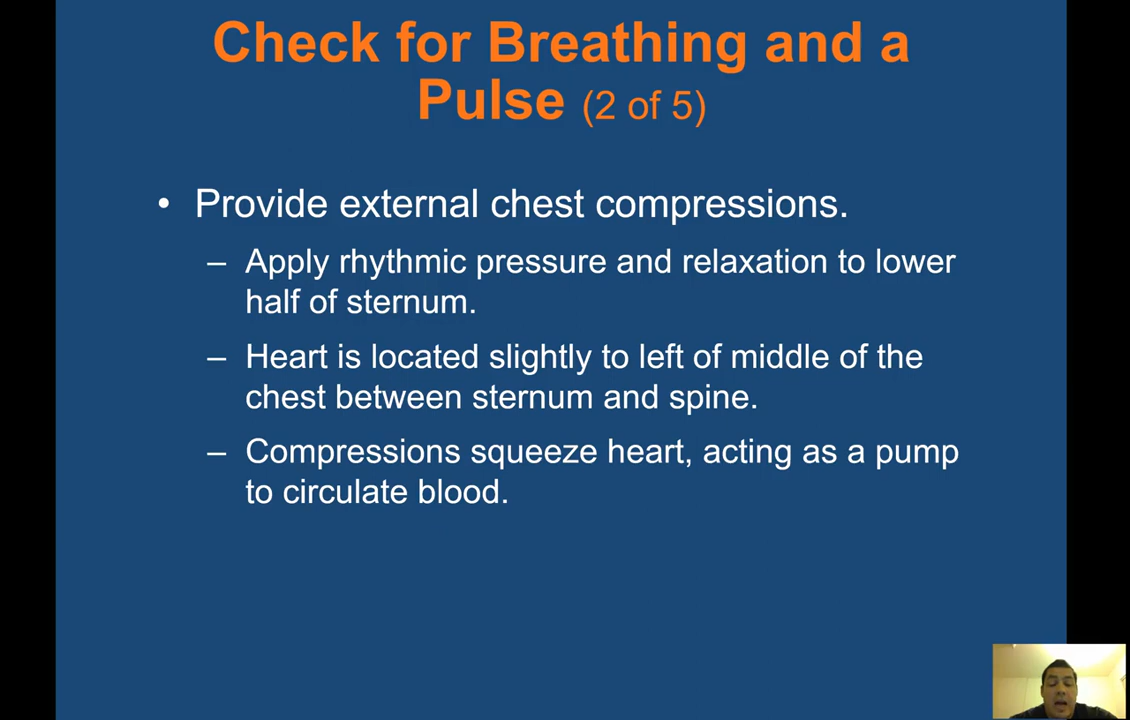 Check for Breathing and a
Pulse (2 of 5)
• Provide external chest compressions.
– Apply rhythmic pressure and relaxation to lower
half of sternum.
– Heart is located slightly to left of middle of the
chest between sternum and spine.
– Compressions squeeze heart, acting as a pump
to circulate blood.